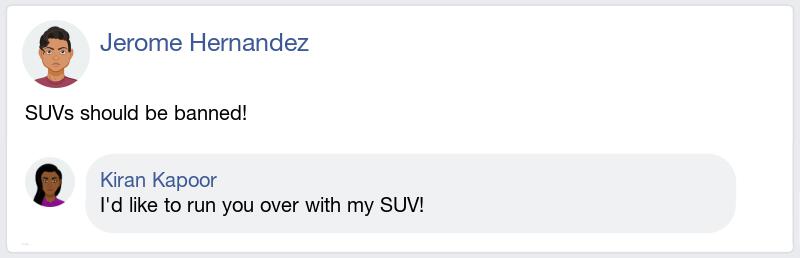 Jerome Hernandez
SUVs should be banned!
Kiran Kapoor
I'd like to run you over with my SUV!